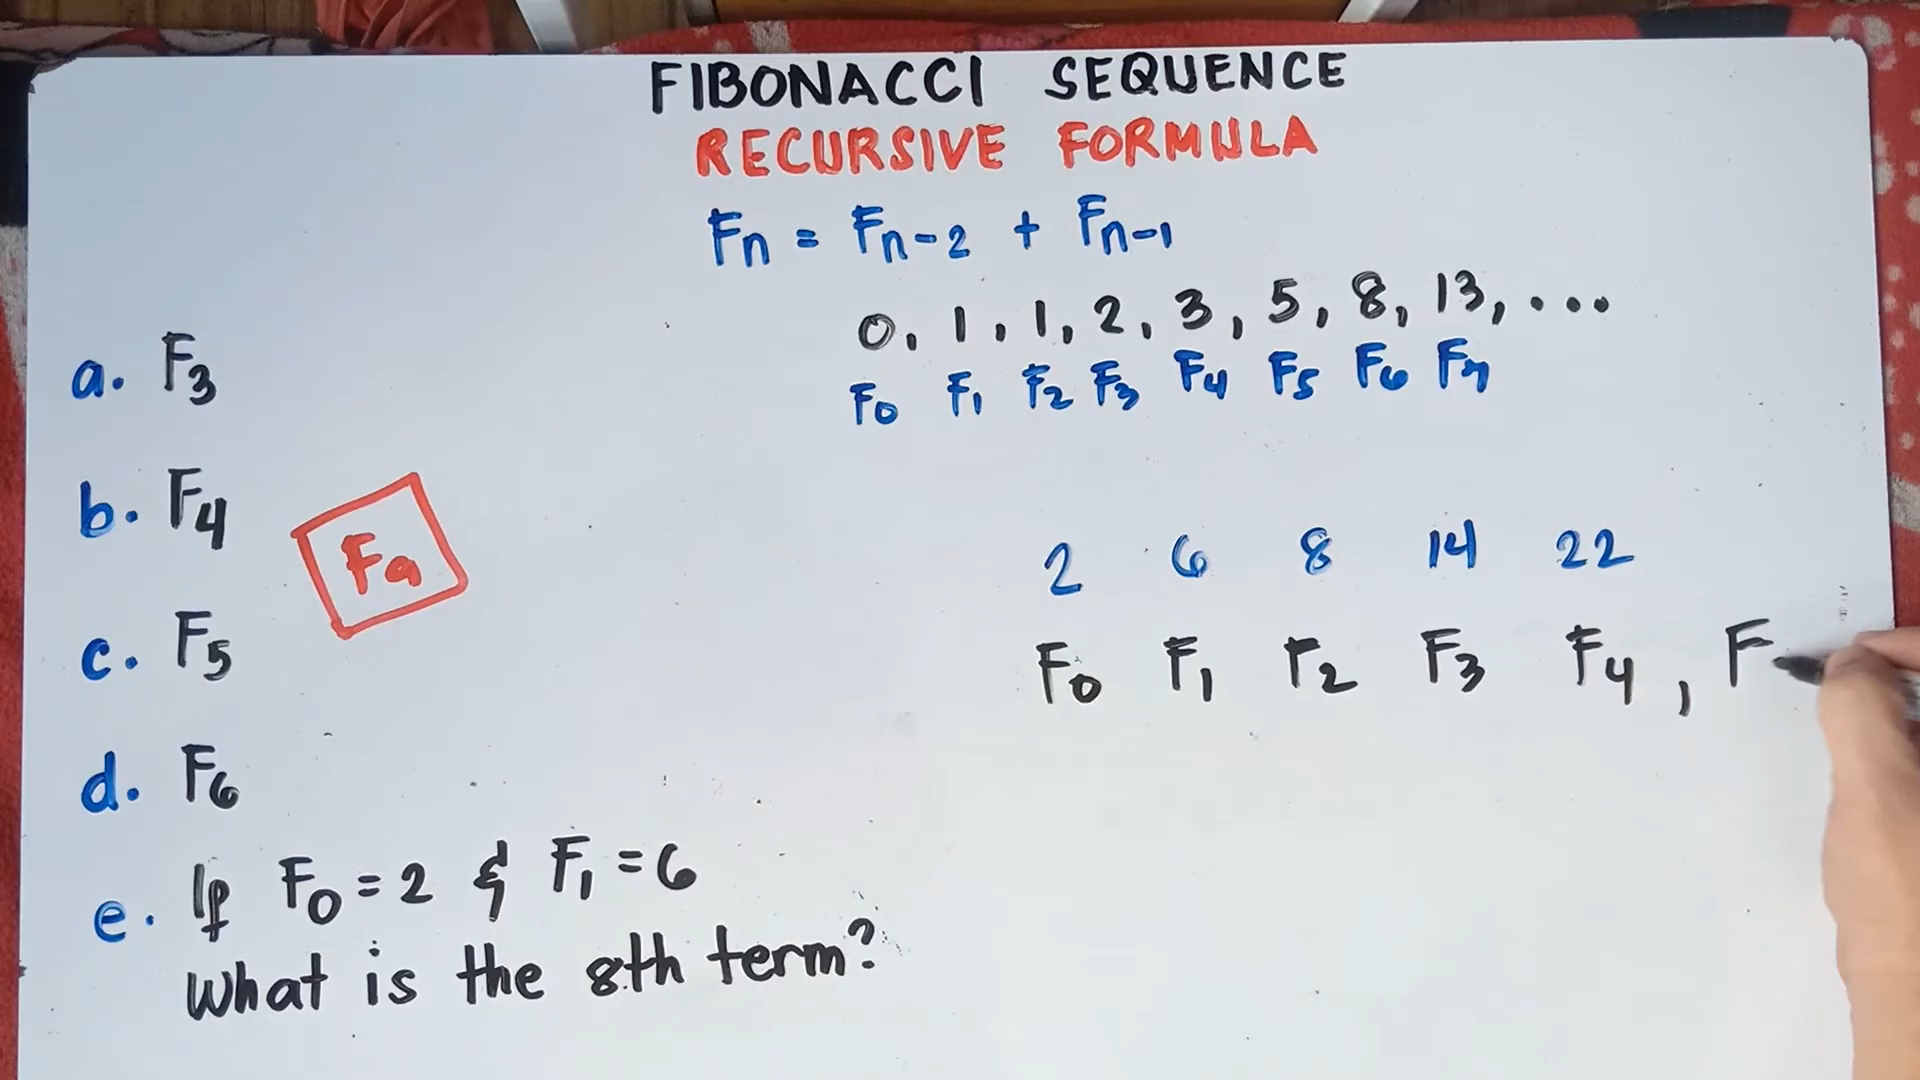 FIBONACCI SEQUENCE
RECURSIVE FORMULA
Fn = Fn-2 + Fn-1
0, 1, 1, 2, 3, 5, 8, 13, ...
F0 F1 F2 F3 F4 F5 F6 F7
a. F3
b. F4
F9
c. F5
d. F6
e. If F0 = 2 & F1 = 6
What is the 8th term?
2 6 8 14 22
F0 F1 F2 F3 F4, F